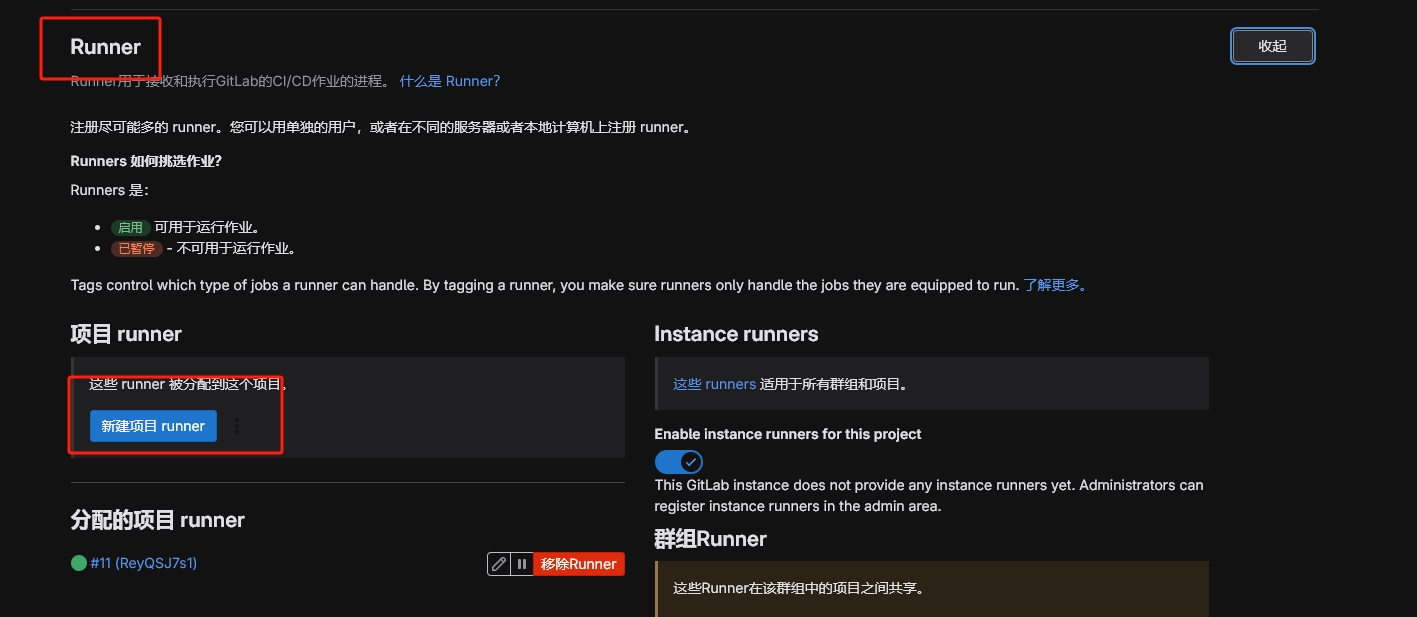 Runner
收起
Runner用于接收和执行GitLab的CI/CD作业的进程。 什么是 Runner?
注册尽可能多的 runner。您可以用单独的用户，或者在不同的服务器或者本地计算机上注册 runner。
Runners 如何挑选作业?
Runners 是：
启用 可用于运行作业。
已暂停 - 不可用于运行作业。
Tags control which type of jobs a runner can handle. By tagging a runner, you make sure runners only handle the jobs they are equipped to run. 了解更多。
项目 runner
这些 runner 被分配到这个项目。
新建项目 runner
分配的项目 runner
#11 (ReyQSJ7s1)
移除Runner
Instance runners
这些 runners 适用于所有群组和项目。
Enable instance runners for this project
This GitLab instance does not provide any instance runners yet. Administrators can
register instance runners in the admin area.
群组Runner
这些Runner在该群组中的项目之间共享。